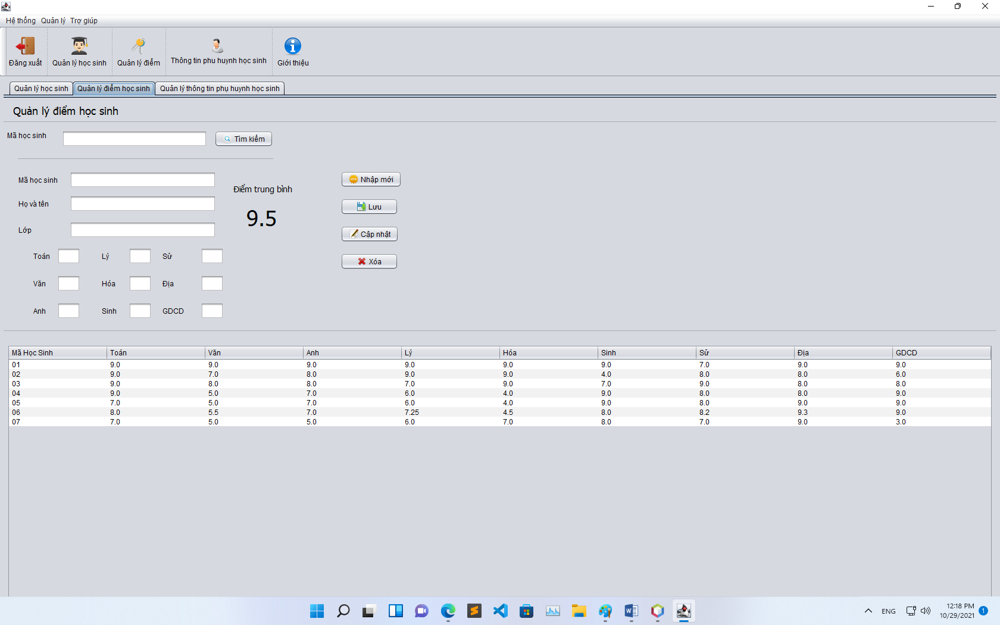 Hệ thống Quản lý Trợ giúp
Đăng xuất Quản lý học sinh Quản lý điểm Thông tin phu huynh học sinh Giới thiệu
Quản lý học sinh Quản lý điểm học sinh Quản lý thông tin phụ huynh học sinh
Quản lý điểm học sinh
Mã học sinh Tìm kiếm
Mã học sinh Nhập mới
Điểm trung bình
Họ và tên Lưu
9.5
Lớp Cập nhật
Toán Lý Sử Xóa
Văn Hóa Địa
Anh Sinh GDCD
Mã Học Sinh Toán Văn Anh Lý Hóa Sinh Sử Địa GDCD
01 9.0 9.0 9.0 9.0 9.0 9.0 7.0 9.0 9.0
02 9.0 7.0 8.0 9.0 9.0 4.0 8.0 8.0 6.0
03 9.0 8.0 8.0 7.0 9.0 7.0 9.0 8.0 8.0
04 9.0 5.0 7.0 6.0 4.0 9.0 8.0 8.0 9.0
05 7.0 5.0 7.0 6.0 4.0 9.0 8.0 9.0 9.0
06 8.0 5.5 7.0 7.25 4.5 8.0 8.2 9.3 9.0
07 7.0 5.0 5.0 6.0 7.0 8.0 7.0 9.0 3.0
ENG 12:18 PM 1
10/29/2021